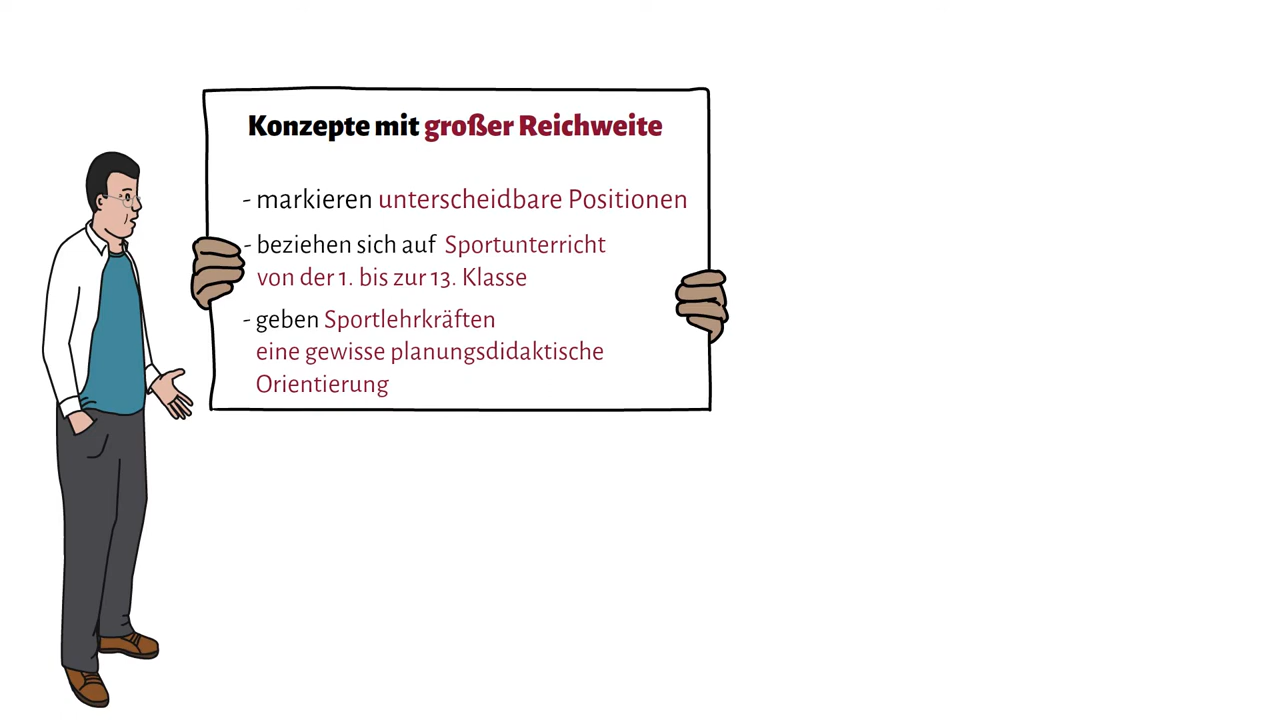 Konzepte mit großer Reichweite
- markieren unterscheidbare Positionen
- beziehen sich auf Sportunterricht
von der 1. bis zur 13. Klasse
- geben Sportlehrkräften
eine gewisse planungsdidaktische
Orientierung